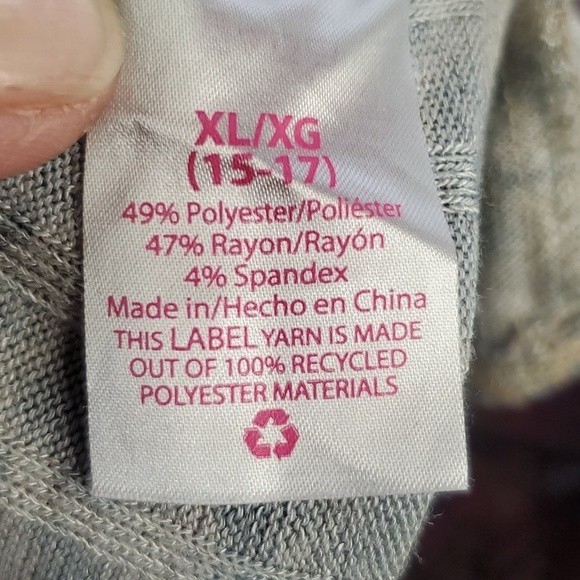 XL/XG
(15-17)
49% Polyester/Poliéster
47% Rayon/Rayón
4% Spandex
Made in/Hecho en China
THIS LABEL YARN IS MADE
OUT OF 100% RECYCLED
POLYESTER MATERIALS